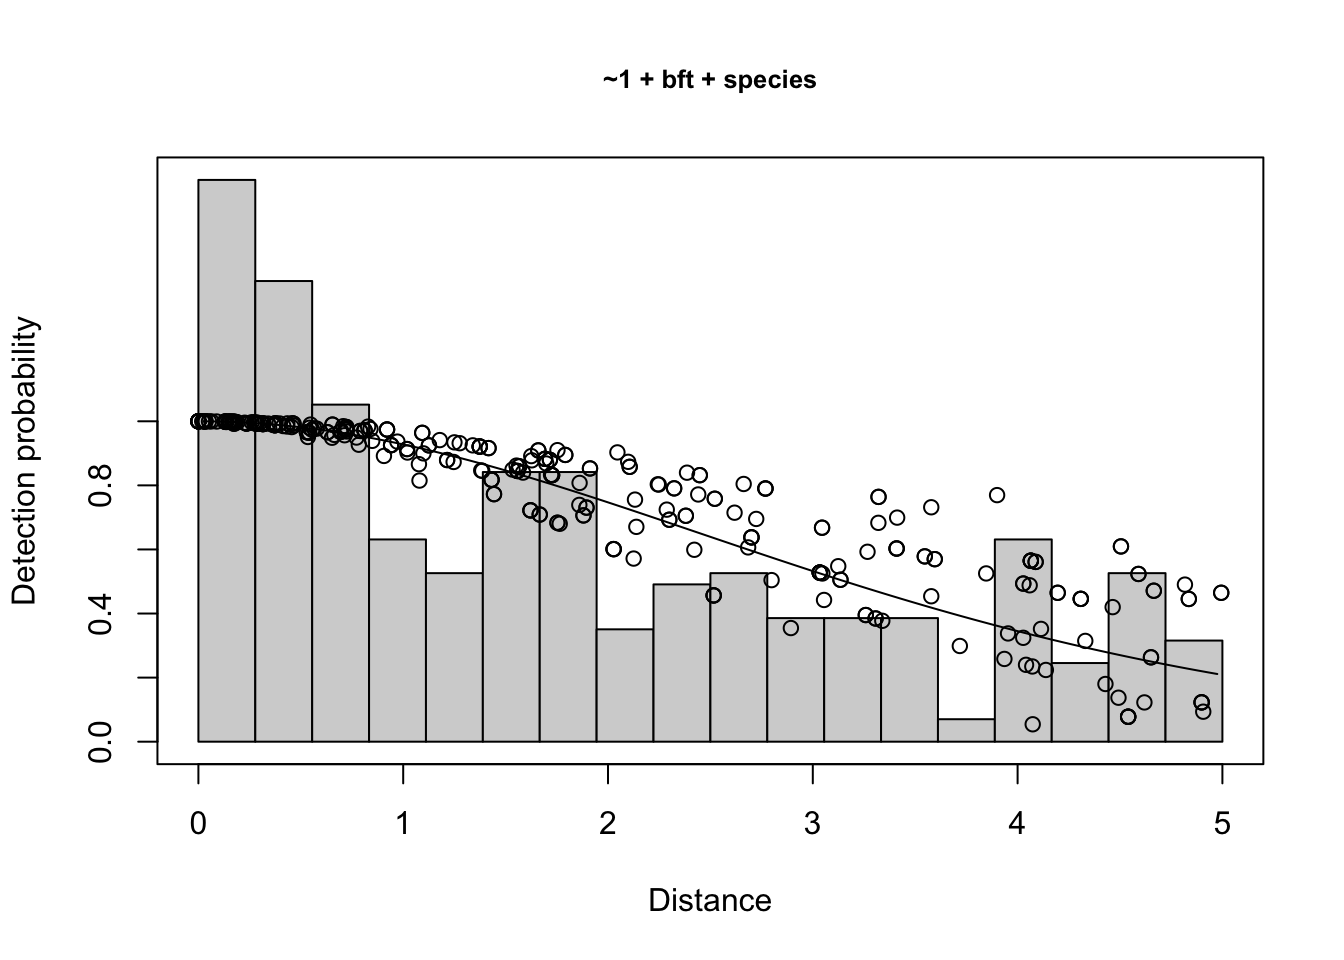 ~1 + bft + species
Detection probability
0.8
0.4
0.0
0 1 2 3 4 5
Distance